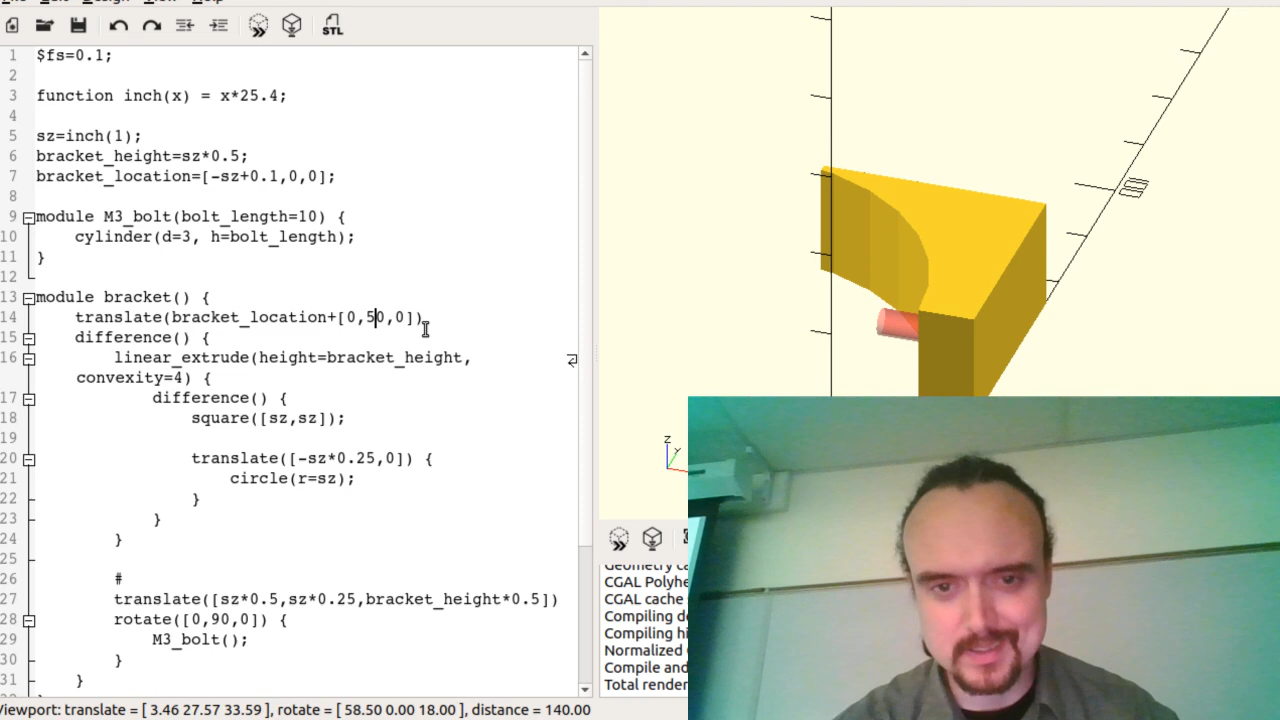 STL
1 $fs=0.1;
2
3 function inch(x) = x*25.4;
4
5 sz=inch(1);
6 bracket_height=sz*0.5;
7 bracket_location=[-sz+0.1,0,0];
8
9 module M3_bolt(bolt_length=10) {
10 cylinder(d=3, h=bolt_length);
11 }
12
13 module bracket() {
14 translate(bracket_location+[0,50,0])
15 difference() {
16 linear_extrude(height=bracket_height,
convexity=4) {
17 difference() {
18 square([sz,sz]);
19
20 translate([-sz*0.25,0]) {
21 circle(r=sz);
22 }
23 }
24 }
25
26 #
27 translate([sz*0.5,sz*0.25,bracket_height*0.5])
28 rotate([0,90,0]) {
29 M3_bolt();
30 }
31 }
Z
Y
Geometry ca
CGAL Polyhe
CGAL cache
Compiling de
Compiling hi
Normalized
Compile and
Total render
Viewport: translate = [ 3.46 27.57 33.59 ], rotate = [ 58.50 0.00 18.00 ], distance = 140.00